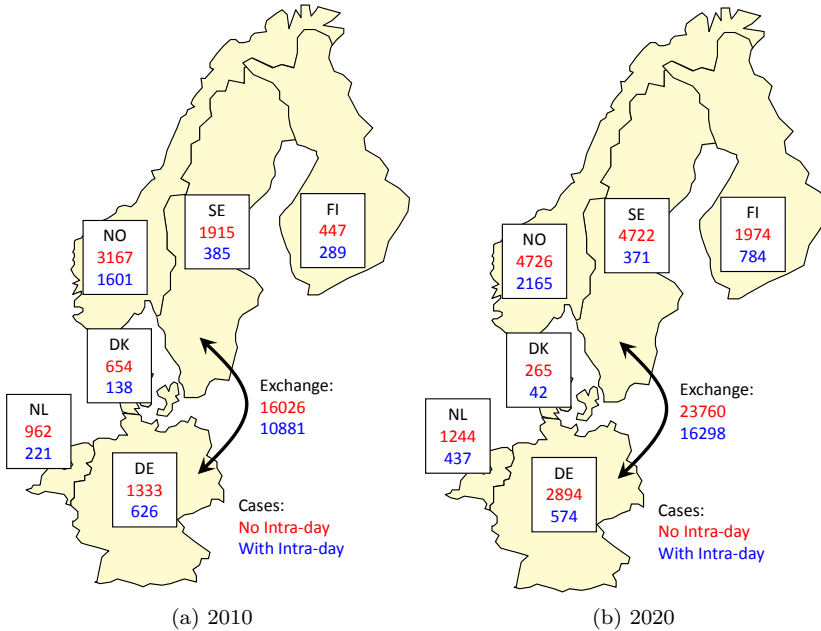 NO
3167
1601
SE
1915
385
FI
447
289
DK
654
138
NL
962
221
DE
1333
626
Exchange:
16026
10881
Cases:
No Intra-day
With Intra-day
(a) 2010
NO
4726
2165
SE
4722
371
FI
1974
784
DK
265
42
NL
1244
437
DE
2894
574
Exchange:
23760
16298
Cases:
No Intra-day
With Intra-day
(b) 2020